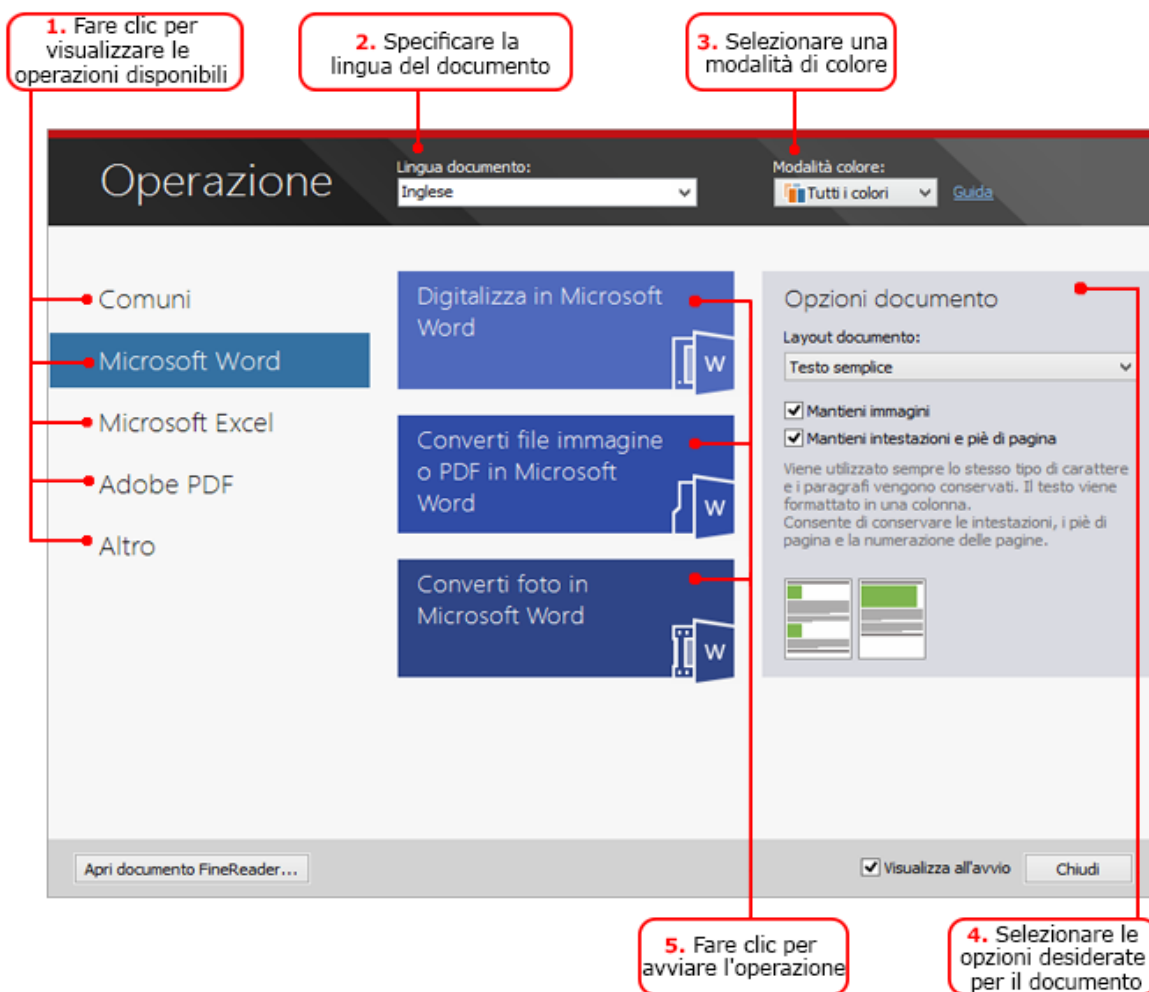 1. Fare clic per
visualizzare le
operazioni disponibili
2. Specificare la
lingua del documento
3. Selezionare una
modalità di colore
Operazione
Lingua documento:
Inglese
Modalità colore:
Tutti i colori
Guida
Comuni
Microsoft Word
Microsoft Excel
Adobe PDF
Altro
Digitalizza in Microsoft
Word
W
Converti file immagine
o PDF in Microsoft
Word
W
Converti foto in
Microsoft Word
W
Opzioni documento
Layout documento:
Testo semplice
Mantieni immagini
Mantieni intestazioni e piè di pagina
Viene utilizzato sempre lo stesso tipo di carattere
e i paragrafi vengono conservati. Il testo viene
formattato in una colonna.
Consente di conservare le intestazioni, i piè di
pagina e la numerazione delle pagine.
Apri documento FineReader...
Visualizza all'avvio
Chiudi
5. Fare clic per
avviare l'operazione
4. Selezionare le
opzioni desiderate
per il documento